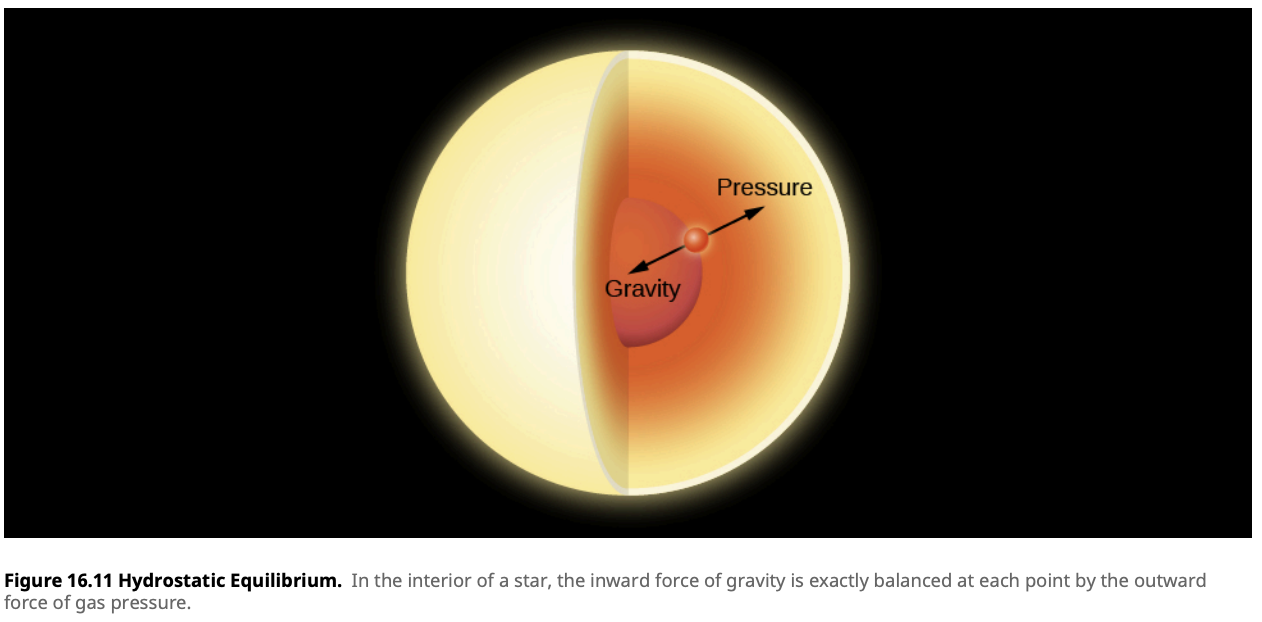 Pressure
Gravity
Figure 16.11 Hydrostatic Equilibrium. In the interior of a star, the inward force of gravity is exactly balanced at each point by the outward
force of gas pressure.